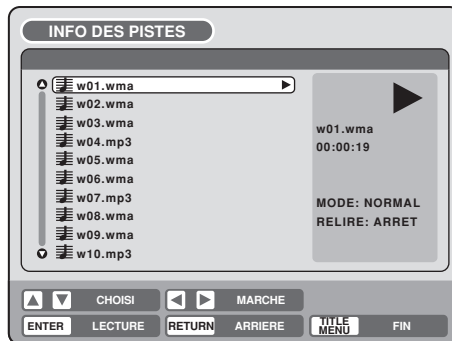 INFO DES PISTES
w01.wma
w02.wma
w03.wma
w04.mp3
w05.wma
w06.wma
w07.mp3
w08.wma
w09.wma
w10.mp3
w01.wma
00:00:19
MODE: NORMAL
RELIRE: ARRET
CHOISI MARCHE
ENTER LECTURE RETURN ARRIERE TITLE MENU FIN